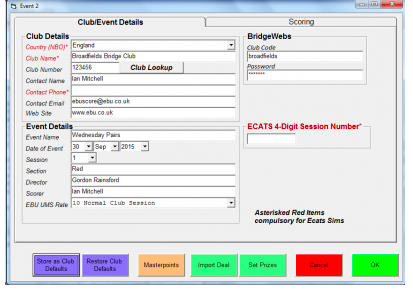 Event 2
Club/Event Details
Scoring
Club Details
Country (NBO)* England
Club Name* Broadfields Bridge Club
Club Number 123456 Club Lookup
Contact Name Ian Mitchell
Contact Phone*
Contact Email ebuscore@ebu.co.uk
Web Site www.ebu.co.uk
BridgeWebs
Club Code
broadfields
Password
*******
Event Details
Event Name Wednesday Pairs
Date of Event 30 Sep 2015
Session 1
Section Red
Director Gordon Rainsford
Scorer Ian Mitchell
EBU UMS Rate 10 Normal Club Session
ECATS 4-Digit Session Number*
Asterisked Red Items
compulsory for Ecats Sims
Store as Club Defaults
Restore Club Defaults
Masterpoints
Import Deal
Set Prizes
Cancel
OK